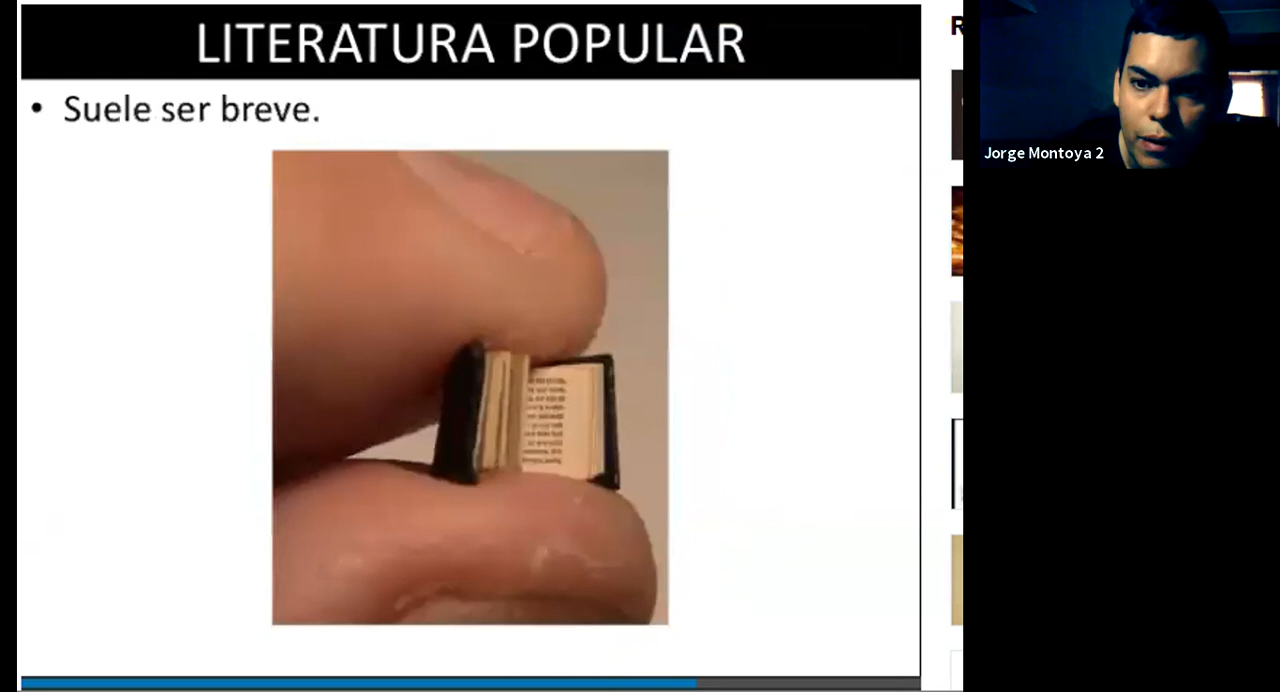 LITERATURA POPULAR
• Suele ser breve.
R
Jorge Montoya 2